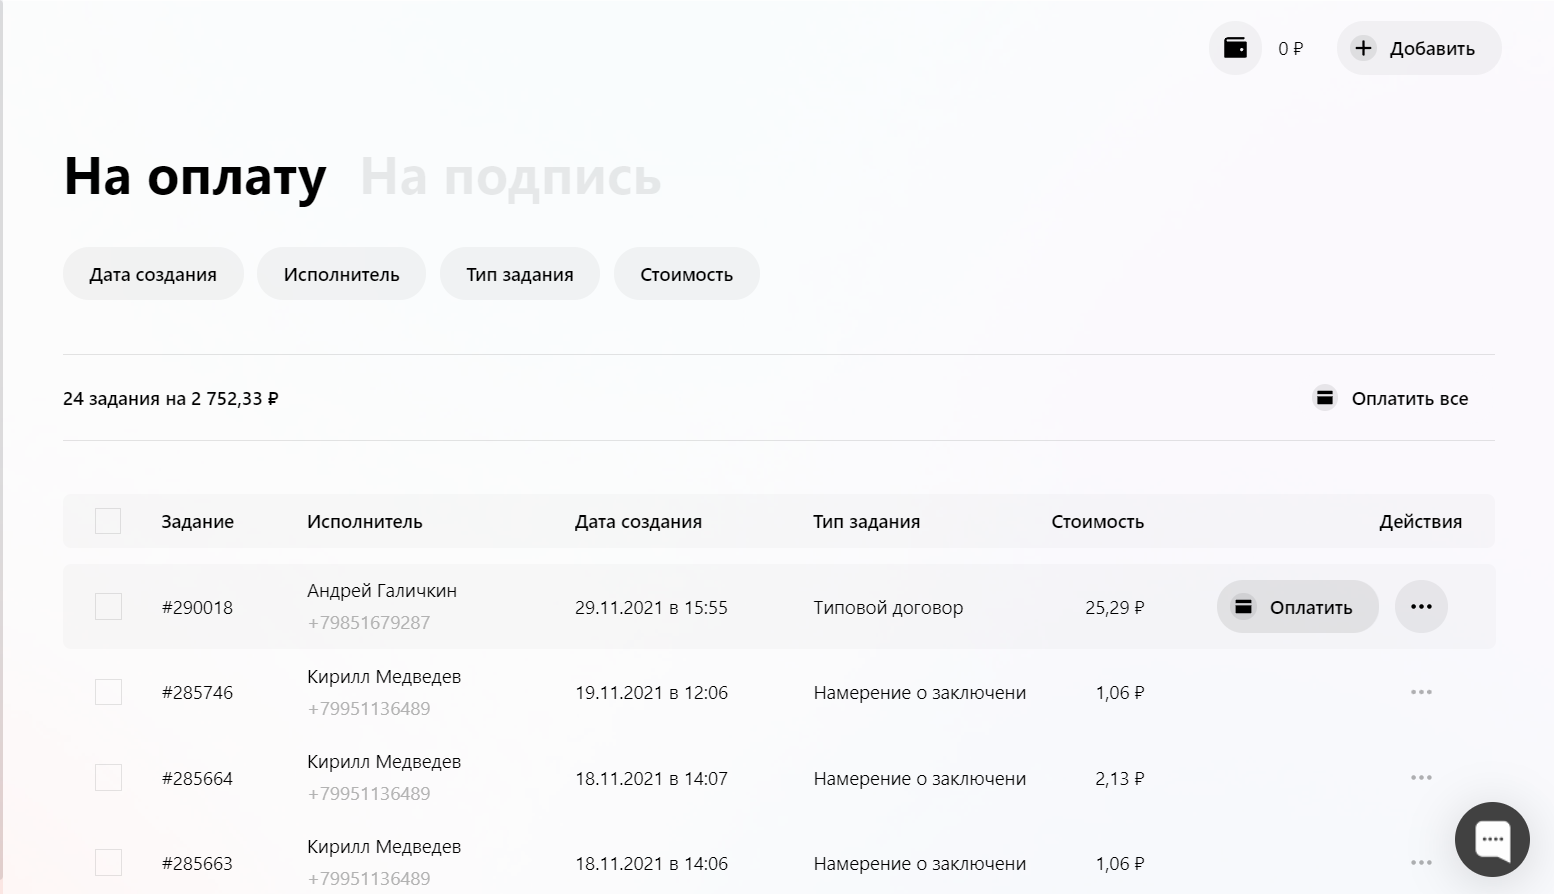 0 ₽
Добавить
На оплату На подпись
Дата создания Исполнитель Тип задания Стоимость
24 задания на 2 752,33 ₽ Оплатить все
Задание Исполнитель Дата создания Тип задания Стоимость Действия
Андрей Галичкин
#290018 29.11.2021 в 15:55 Типовой договор 25,29 ₽ Оплатить
+79851679287
Кирилл Медведев
#285746 19.11.2021 в 12:06 Намерение о заключени 1,06 ₽
+79951136489
Кирилл Медведев
#285664 18.11.2021 в 14:07 Намерение о заключени 2,13 ₽
+79951136489
Кирилл Медведев
#285663 18.11.2021 в 14:06 Намерение о заключени 1,06 ₽
+79951136489